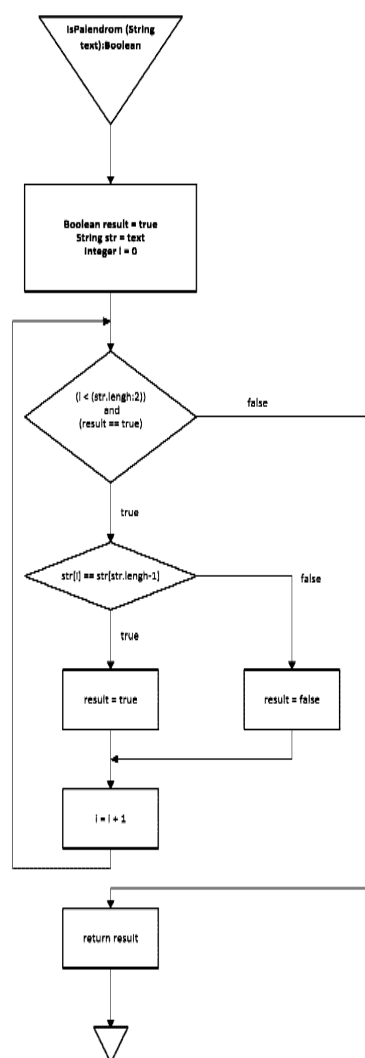 isPalendrom (String
text):Boolean
Boolean result = true
String str = text
Integer i = 0
(i < (str.lengh:2))
and
(result == true)
false
true
str[i] == str[str.lengh-1]
false
true
result = true
result = false
i = i + 1
return result